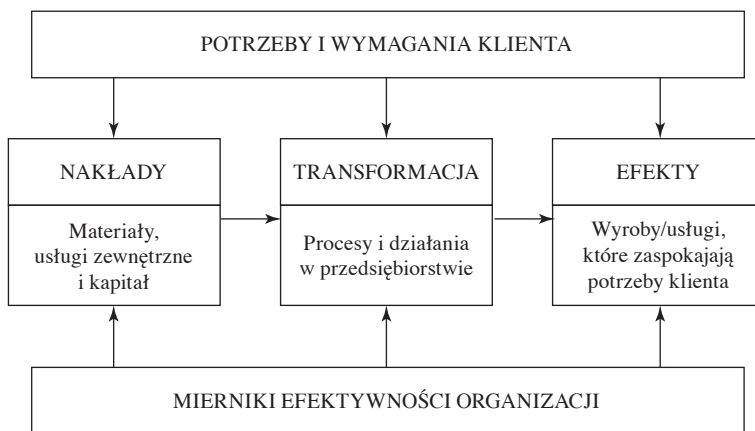 POTRZEBY I WYMAGANIA KLIENTA
NAKŁADY
Materiały,
usługi zewnętrzne
i kapitał
TRANSFORMACJA
Procesy i działania
w przedsiębiorstwie
EFEKTY
Wyroby/usługi,
które zaspokajają
potrzeby klienta
MIERNIKI EFEKTYWNOŚCI ORGANIZACJI